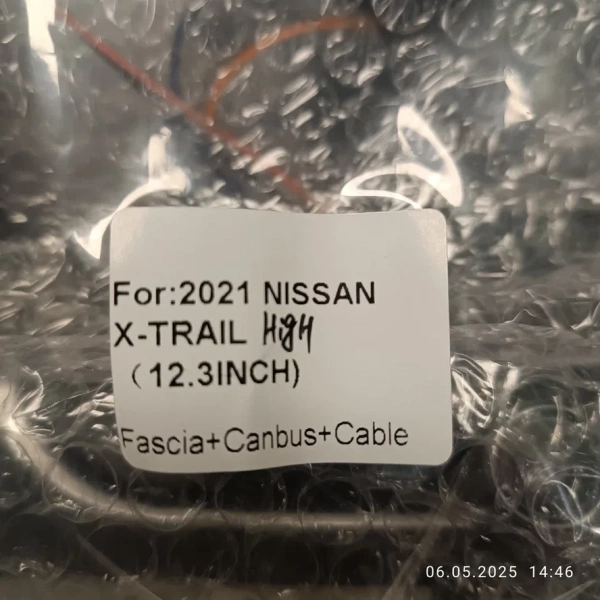 For:2021 NISSAN
X-TRAIL HigH
（12.3INCH)
Fascia+Canbus+Cable
06.05.2025 14:46